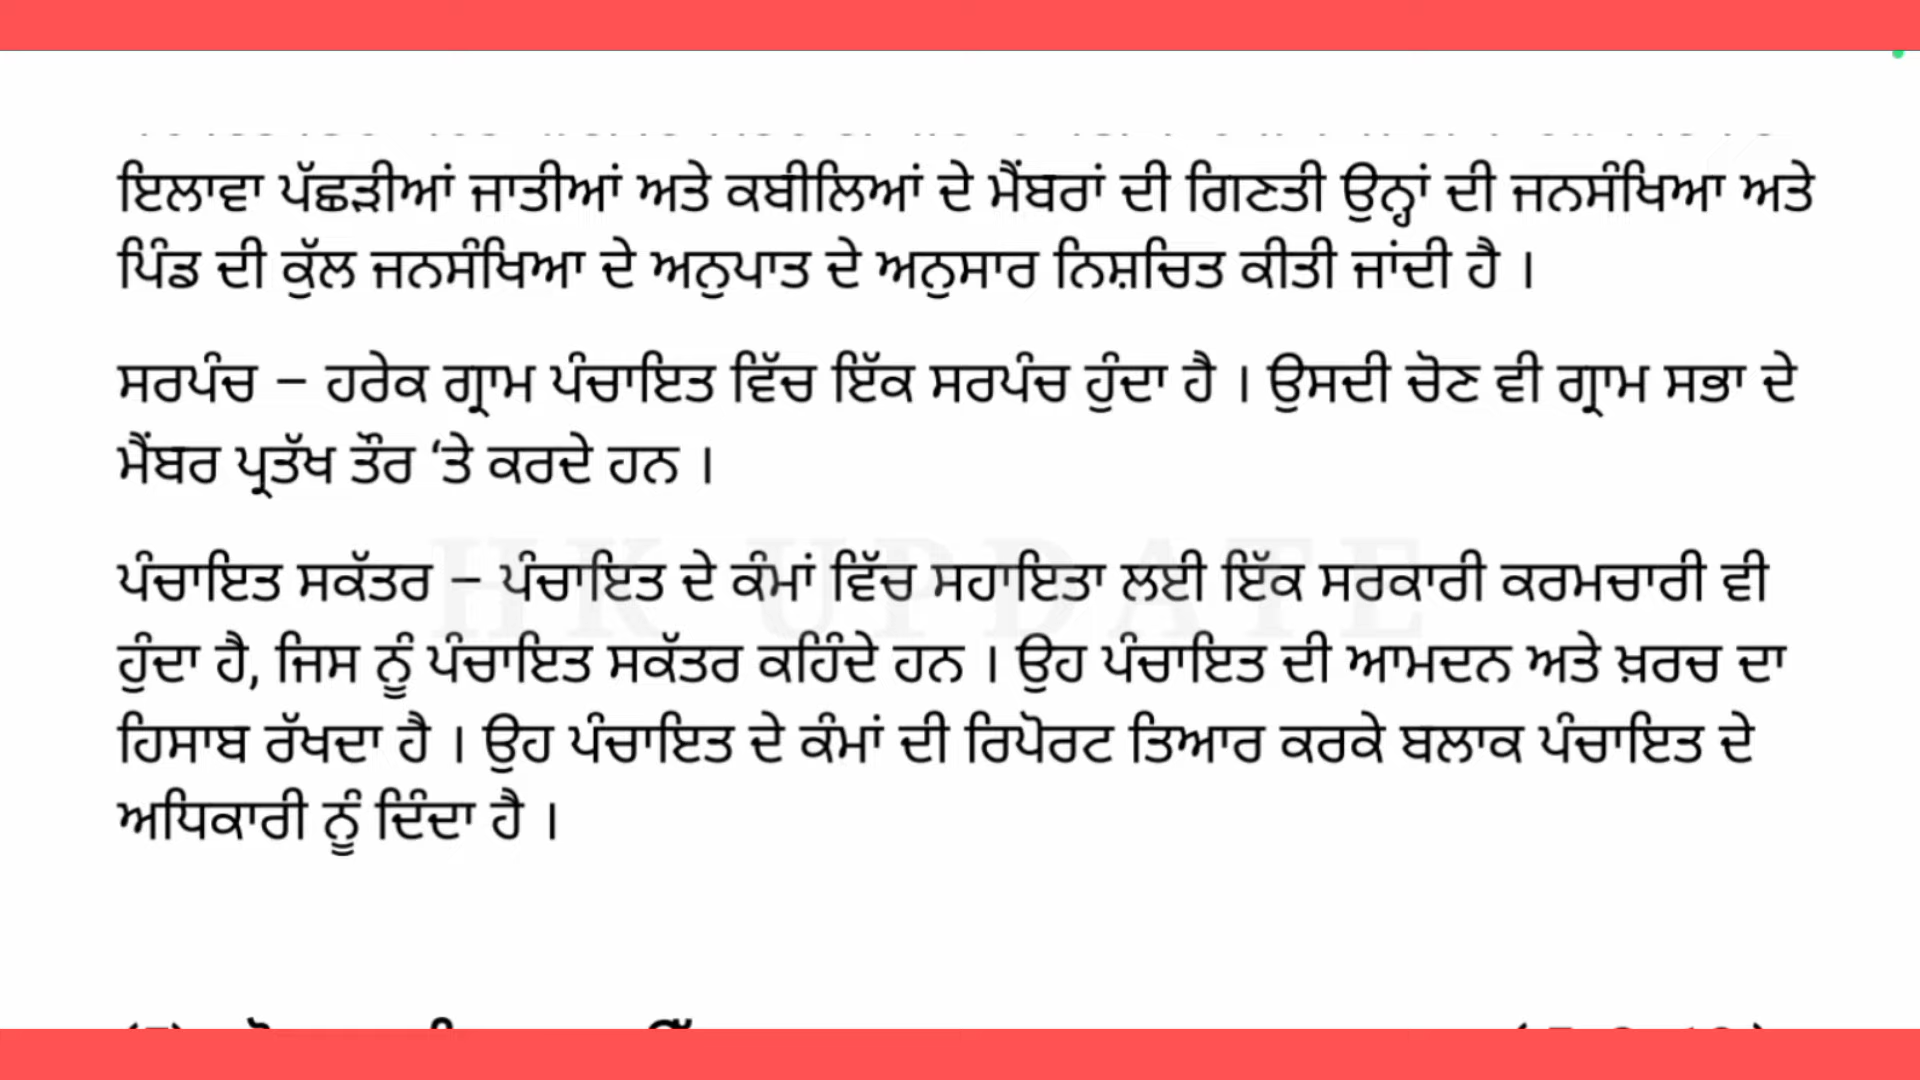 ਇਲਾਵਾ ਪੱਛੜੀਆਂ ਜਾਤੀਆਂ ਅਤੇ ਕਬੀਲਿਆਂ ਦੇ ਮੈਂਬਰਾਂ ਦੀ ਗਿਣਤੀ ਉਨ੍ਹਾਂ ਦੀ ਜਨਸੰਖਿਆ ਅਤੇ
ਪਿੰਡ ਦੀ ਕੁੱਲ ਜਨਸੰਖਿਆ ਦੇ ਅਨੁਪਾਤ ਦੇ ਅਨੁਸਾਰ ਨਿਸ਼ਚਿਤ ਕੀਤੀ ਜਾਂਦੀ ਹੈ ।
ਸਰਪੰਚ – ਹਰੇਕ ਗ੍ਰਾਮ ਪੰਚਾਇਤ ਵਿੱਚ ਇੱਕ ਸਰਪੰਚ ਹੁੰਦਾ ਹੈ । ਉਸਦੀ ਚੋਣ ਵੀ ਗ੍ਰਾਮ ਸਭਾ ਦੇ
ਮੈਂਬਰ ਪ੍ਰਤੱਖ ਤੌਰ ‘ਤੇ ਕਰਦੇ ਹਨ ।
HK UPDATE
ਪੰਚਾਇਤ ਸਕੱਤਰ – ਪੰਚਾਇਤ ਦੇ ਕੰਮਾਂ ਵਿੱਚ ਸਹਾਇਤਾ ਲਈ ਇੱਕ ਸਰਕਾਰੀ ਕਰਮਚਾਰੀ ਵੀ
ਹੁੰਦਾ ਹੈ, ਜਿਸ ਨੂੰ ਪੰਚਾਇਤ ਸਕੱਤਰ ਕਹਿੰਦੇ ਹਨ । ਉਹ ਪੰਚਾਇਤ ਦੀ ਆਮਦਨ ਅਤੇ ਖ਼ਰਚ ਦਾ
ਹਿਸਾਬ ਰੱਖਦਾ ਹੈ । ਉਹ ਪੰਚਾਇਤ ਦੇ ਕੰਮਾਂ ਦੀ ਰਿਪੋਰਟ ਤਿਆਰ ਕਰਕੇ ਬਲਾਕ ਪੰਚਾਇਤ ਦੇ
ਅਧਿਕਾਰੀ ਨੂੰ ਦਿੰਦਾ ਹੈ ।